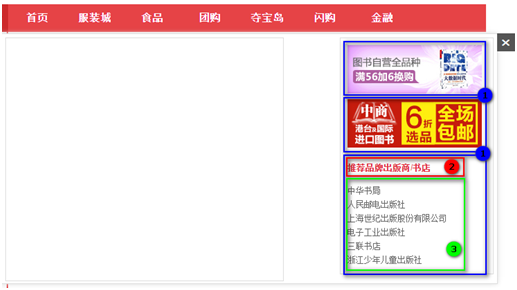 首页 服装城 食品 团购 夺宝岛 闪购 金融
图书自营全品种
满56加6换购
BIG DATA
大数据时代
1
中商
港台&国际
进口图书
6折
选品
全场
包邮
1
推荐品牌出版商/书店
2
中华书局
人民邮电出版社
上海世纪出版股份有限公司
电子工业出版社
三联书店
3
浙江少年儿童出版社